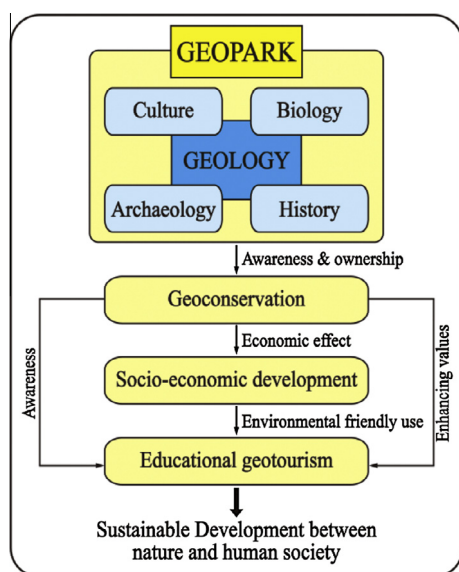 GEOPARK
Culture
Biology
GEOLOGY
Archaeology
History
Awareness & ownership
Geoconservation
Economic effect
Socio-economic development
Environmental friendly use
Awareness
Enhancing values
Educational geotourism
Sustainable Development between
nature and human society